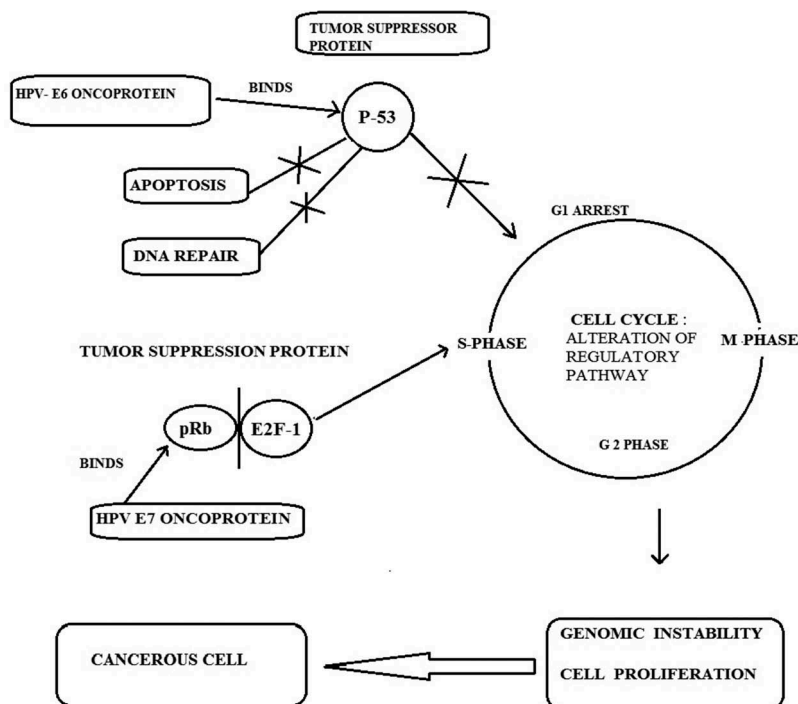 TUMOR SUPPRESSOR
PROTEIN
HPV- E6 ONCOPROTEIN
BINDS
P-53
APOPTOSIS
DNA REPAIR
G1 ARREST
CELL CYCLE :
ALTERATION OF
REGULATORY
PATHWAY
S-PHASE
M-PHASE
G 2 PHASE
TUMOR SUPPRESSION PROTEIN
pRb
E2F-1
BINDS
HPV E7 ONCOPROTEIN
GENOMIC INSTABILITY
CELL PROLIFERATION
CANCEROUS CELL